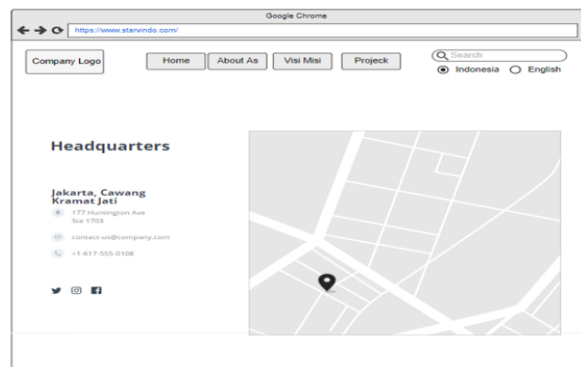 Google Chrome
https://www.starvindo.com/
Company Logo
Home
About As
Visi Misi
Projeck
Search
Indonesia
English
Headquarters
Jakarta, Cawang
Kramat Jati
177 Huntington Ave
Ste 1703
contact-us@company.com
+1-617-555-0108